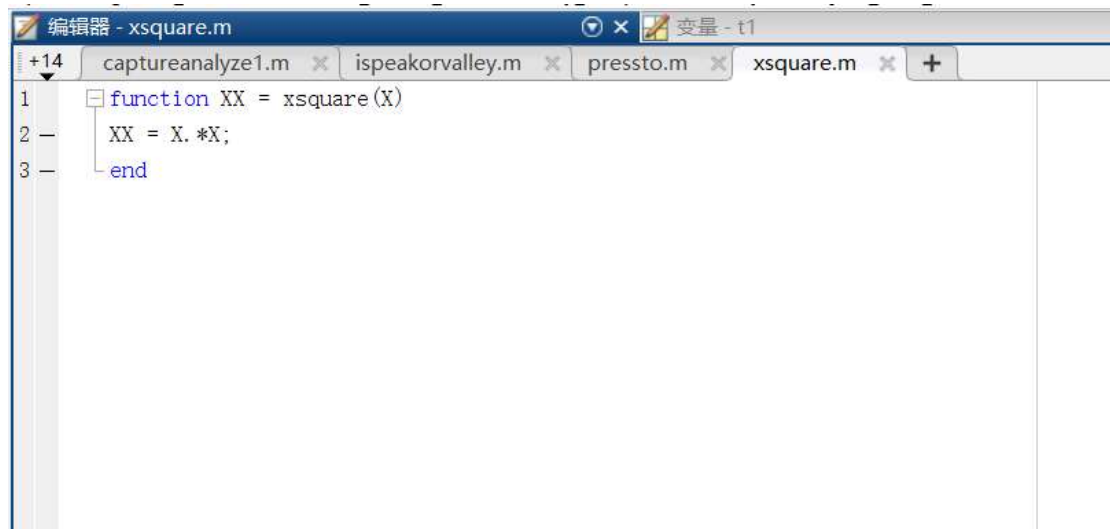 编辑器 - xsquare.m 变量 - t1
+14 captureanalyze1.m ispeakorvalley.m pressto.m xsquare.m +
1 function XX = xsquare(X)
2 – XX = X.*X;
3 – end